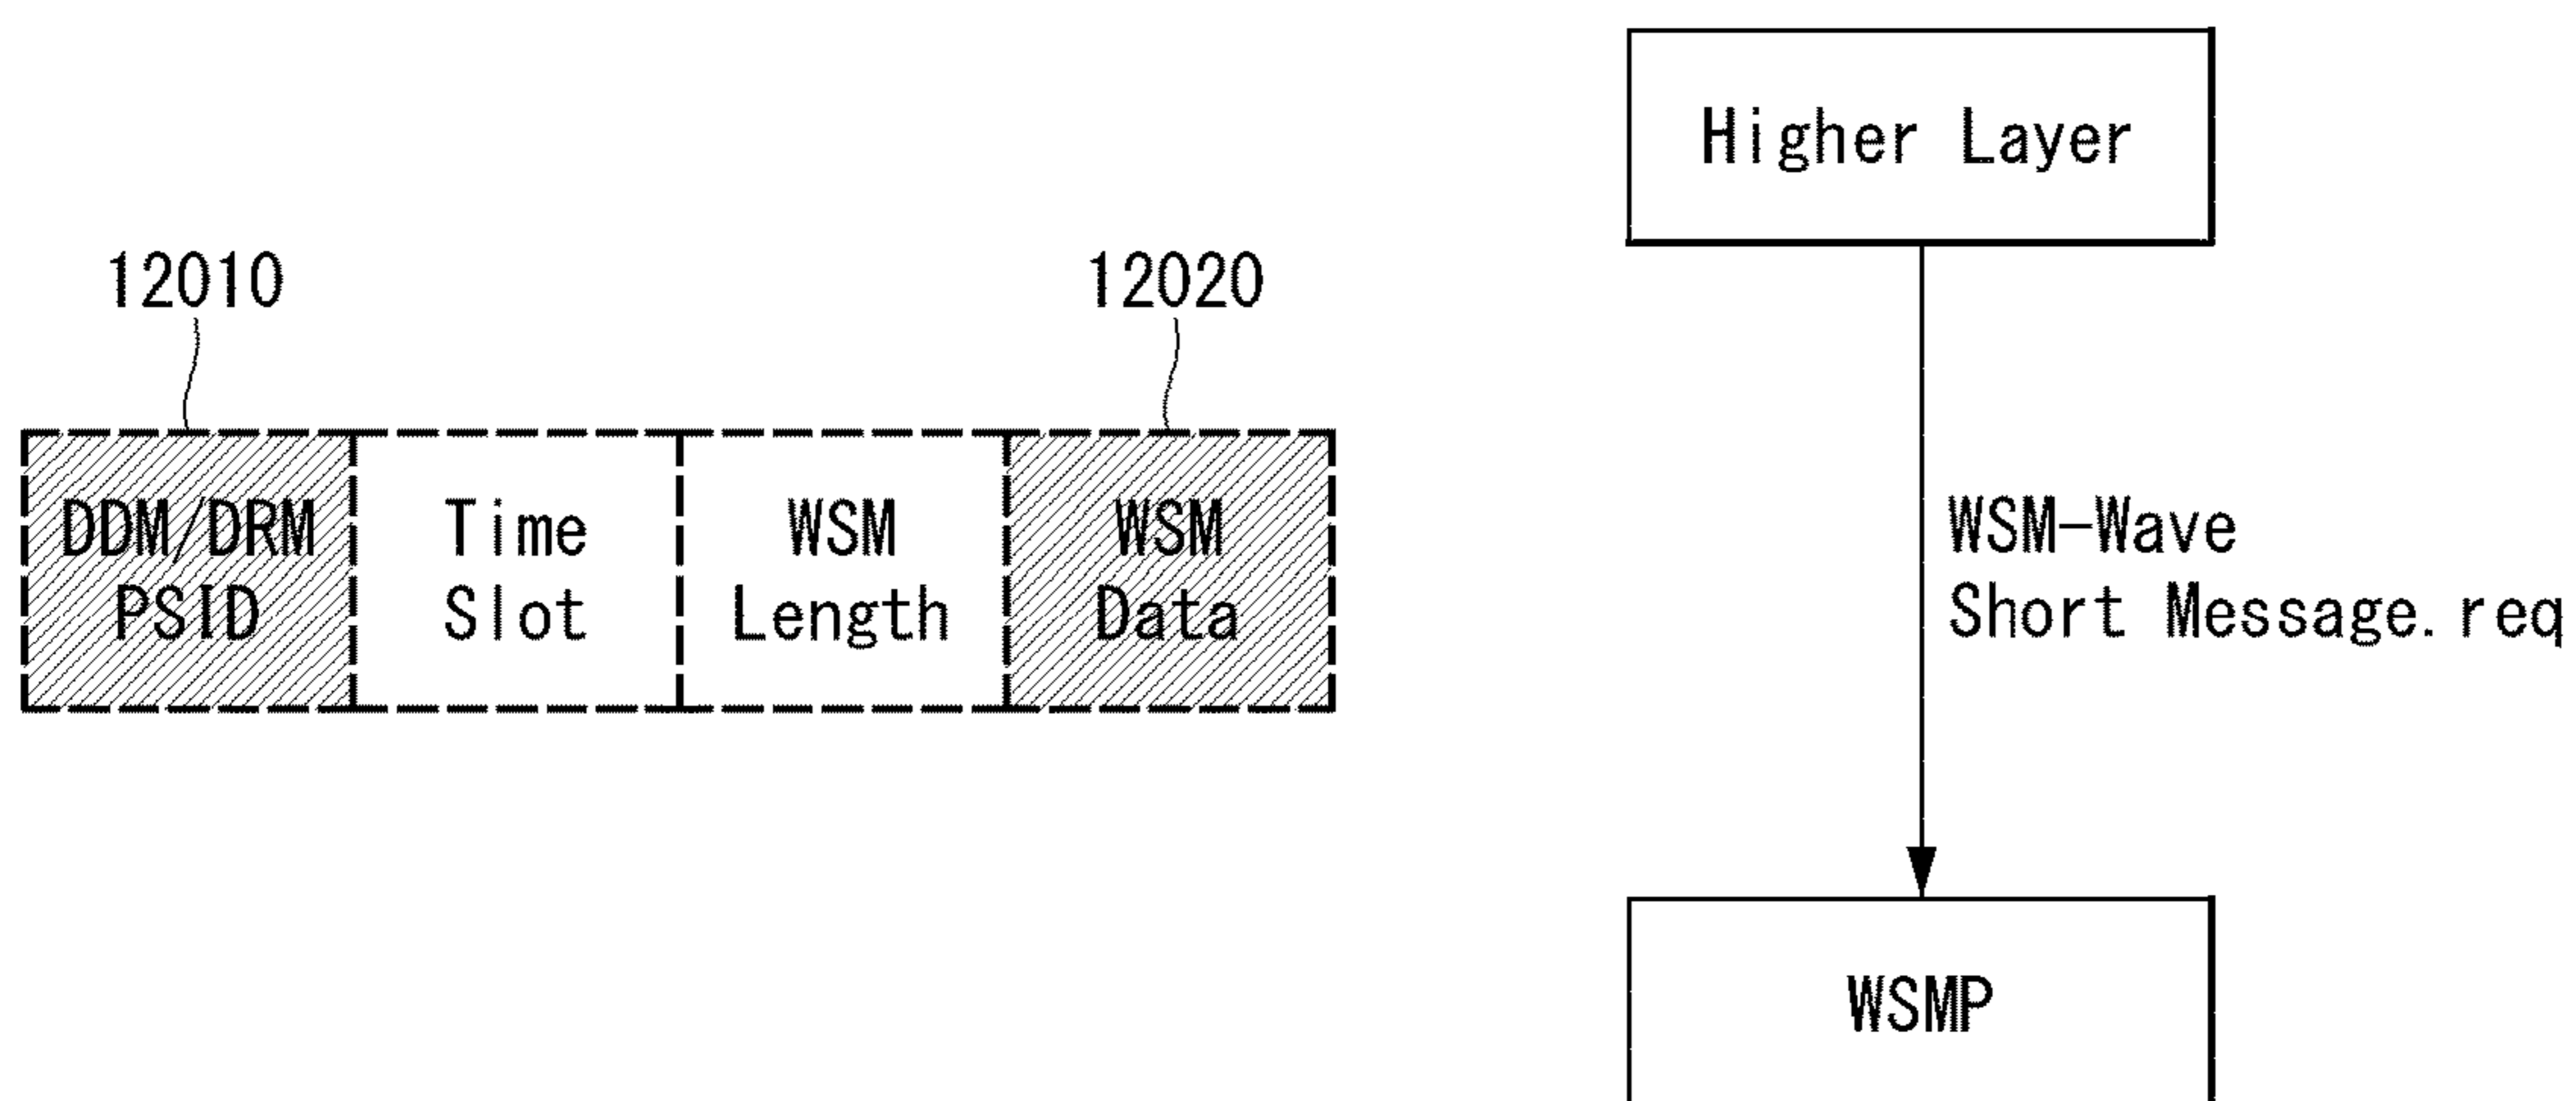 12010
12020
DDM/DRM
PSID
Time
Slot
WSM
Length
WSM
Data
Higher Layer
WSM-Wave
Short Message.req
WSMP